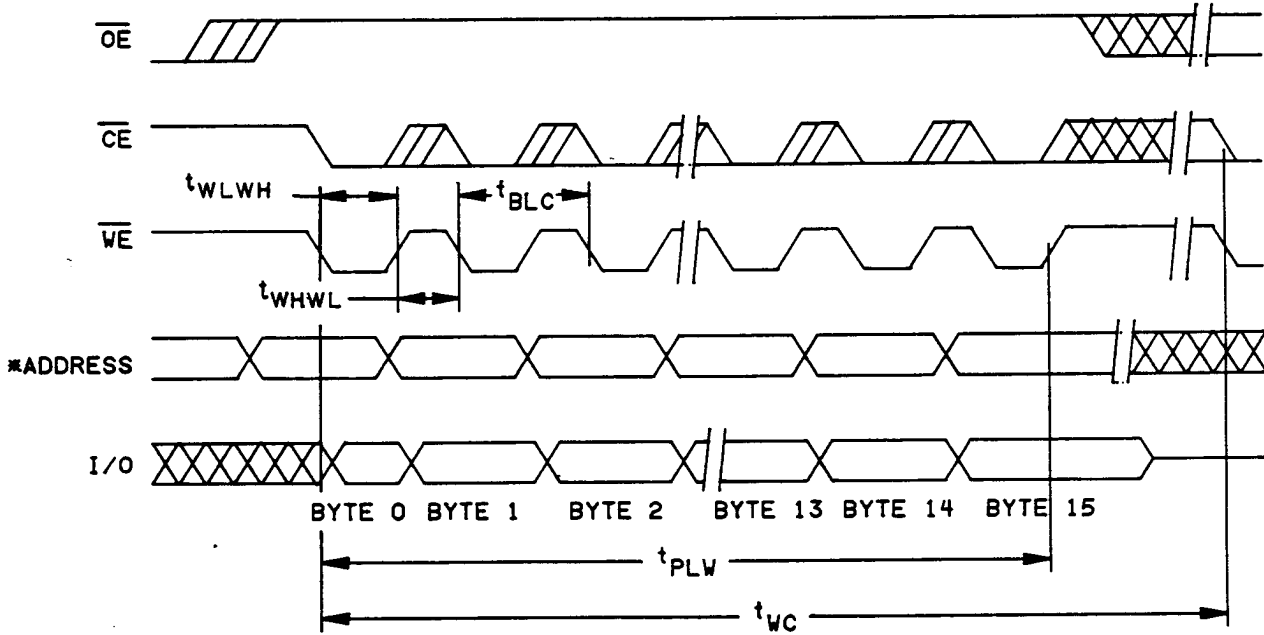 OE
CE
tWLWH
tBLC
WE
tWHWL
*ADDRESS
I/O
BYTE 0 BYTE 1 BYTE 2 BYTE 13 BYTE 14 BYTE 15
tPLW
tWC